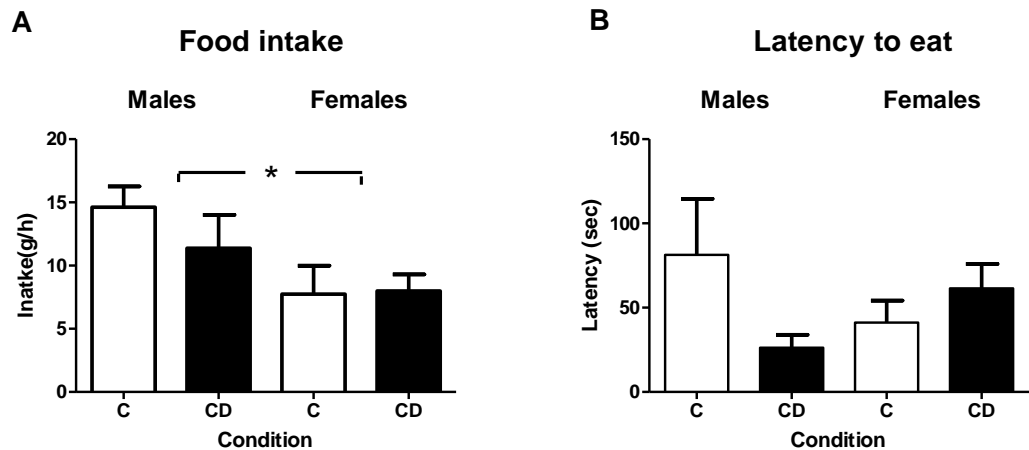 A
Food intake
Males Females
20
15
10
5
0
Inatke(g/h)
*
C CD C CD
Condition
B
Latency to eat
Males Females
150
100
50
0
Latency (sec)
C CD C CD
Condition